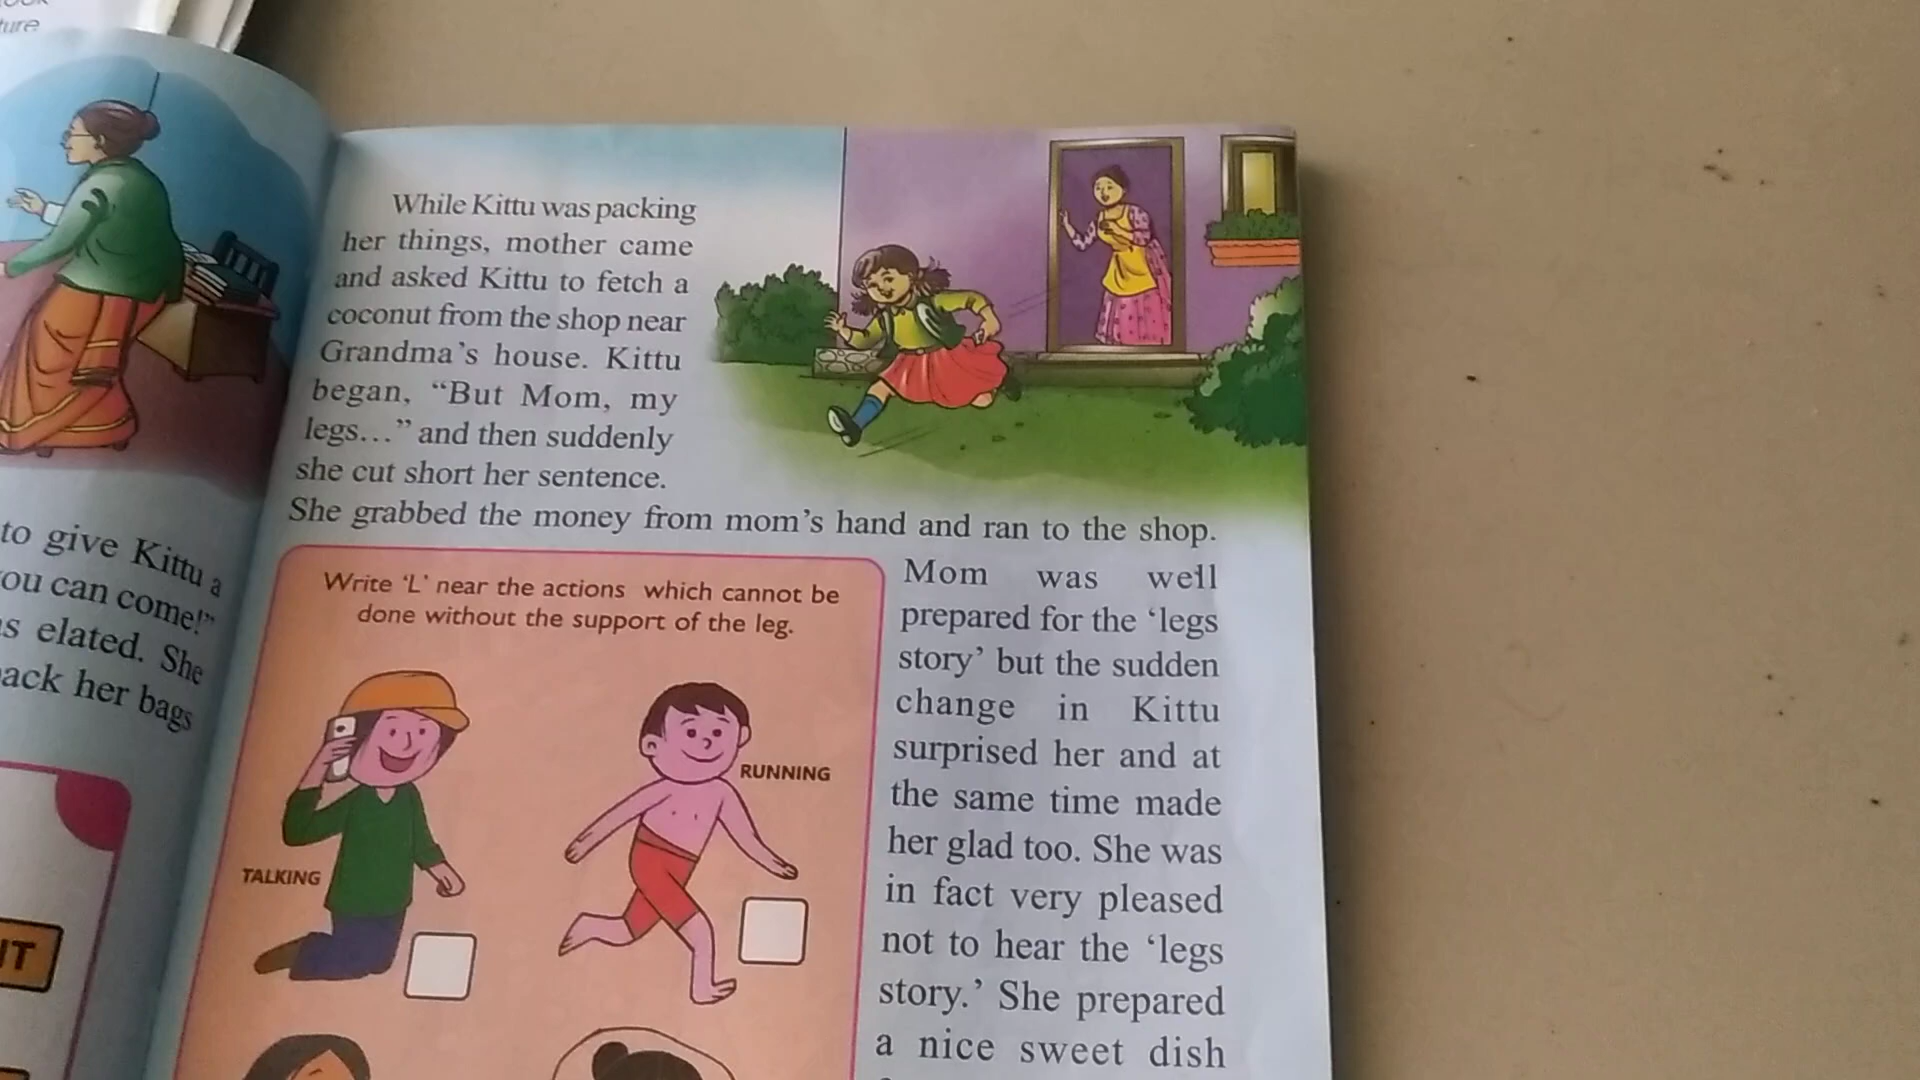 ture
to give Kittu a
ou can come!”
s elated. She
ack her bags
IT
While Kittu was packing
her things, mother came
and asked Kittu to fetch a
coconut from the shop near
Grandma’s house. Kittu
began, “But Mom, my
legs...” and then suddenly
she cut short her sentence.
She grabbed the money from mom’s hand and ran to the shop.
Write ‘L’ near the actions which cannot be
done without the support of the leg.
RUNNING
TALKING
Mom was well
prepared for the ‘legs
story’ but the sudden
change in Kittu
surprised her and at
the same time made
her glad too. She was
in fact very pleased
not to hear the ‘legs
story.’ She prepared
a nice sweet dish